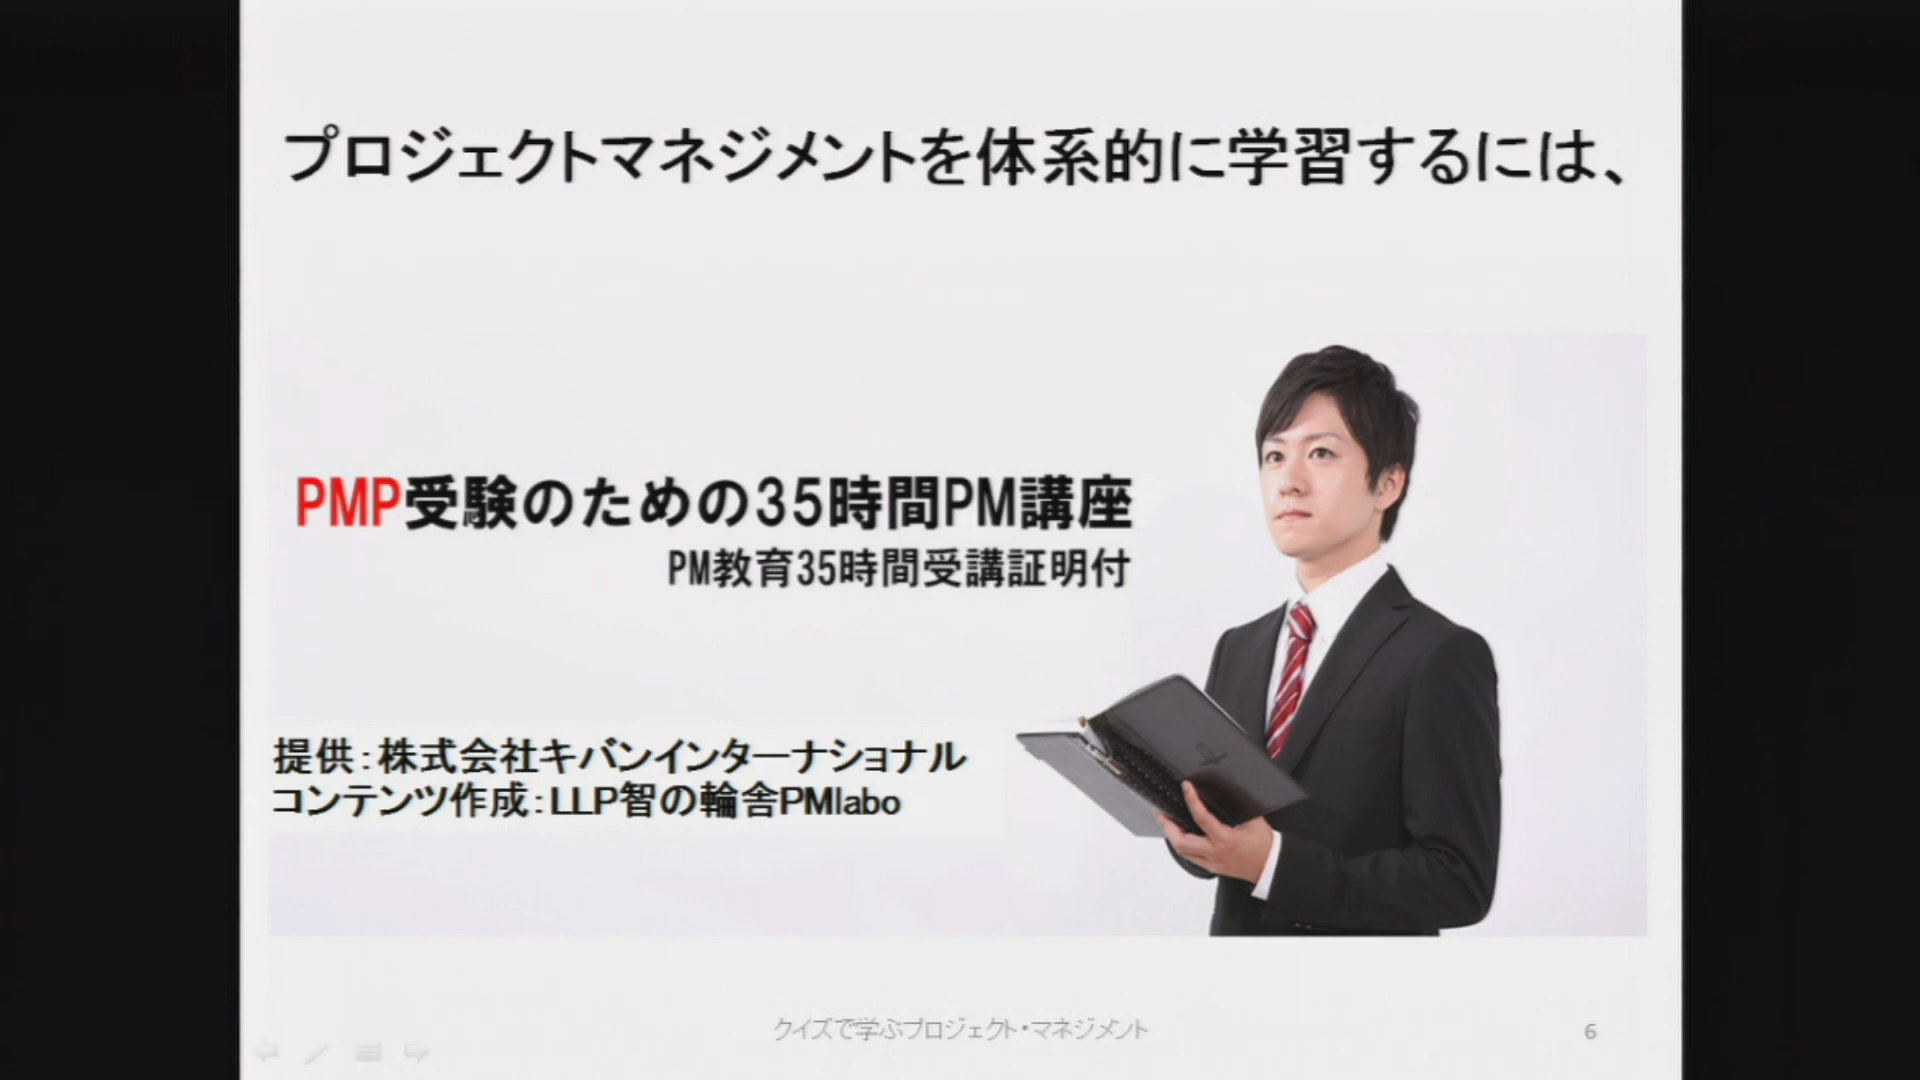 プロジェクトマネジメントを体系的に学習するには、
PMP受験のための35時間PM講座
PM教育35時間受講証明付
提供：株式会社キバンインターナショナル
コンテンツ作成：LLP智の輪舎PMlabo
クイズで学ぶプロジェクト・マネジメント
6